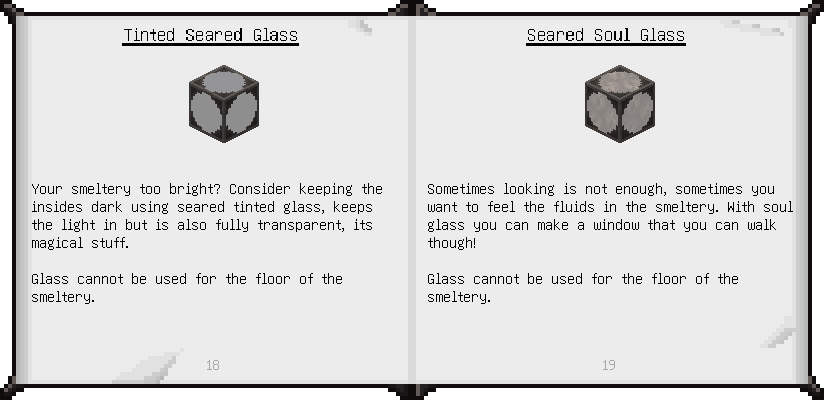 Tinted Seared Glass
Your smeltery too bright? Consider keeping the
insides dark using seared tinted glass, keeps
the light in but is also fully transparent, its
magical stuff.
Glass cannot be used for the floor of the
smeltery.
18
Seared Soul Glass
Sometimes looking is not enough, sometimes you
want to feel the fluids in the smeltery. With soul
glass you can make a window that you can walk
though!
Glass cannot be used for the floor of the
smeltery.
19